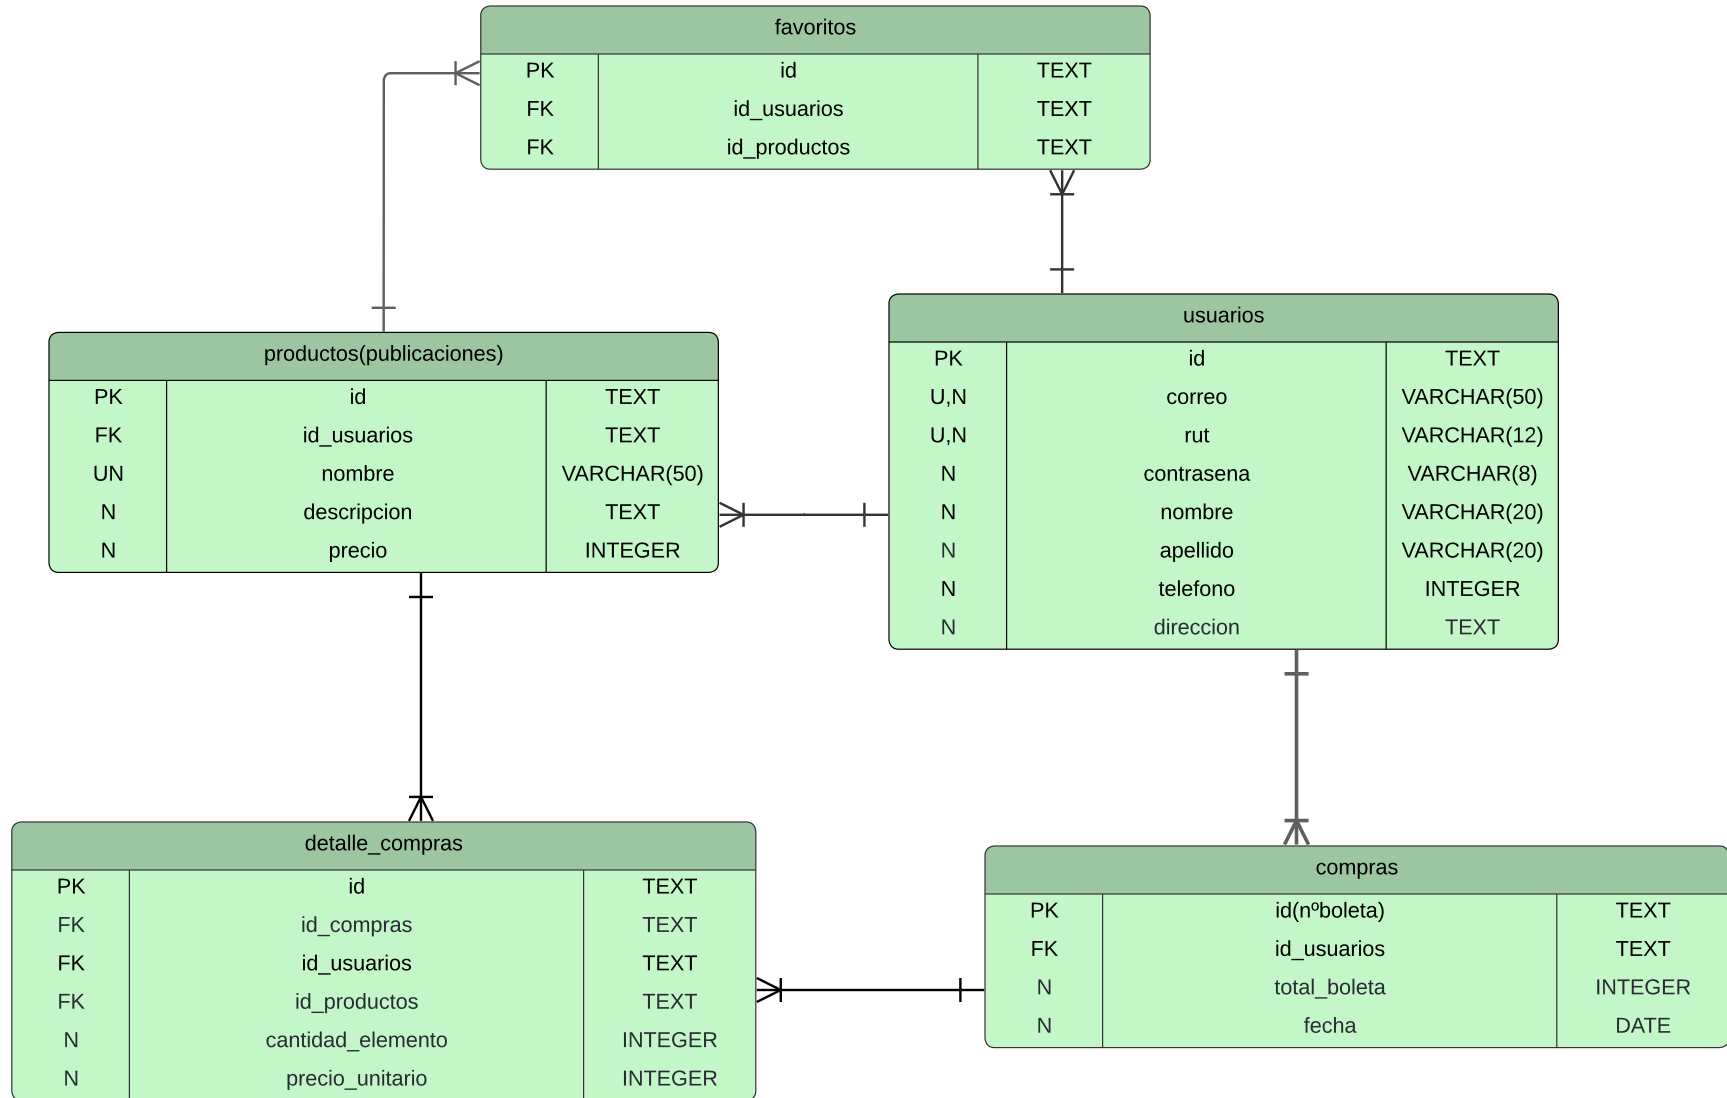 favoritos
PK id TEXT
FK id_usuarios TEXT
FK id_productos TEXT
usuarios
PK id TEXT
U,N correo VARCHAR(50)
U,N rut VARCHAR(12)
N contrasena VARCHAR(8)
N nombre VARCHAR(20)
N apellido VARCHAR(20)
N telefono INTEGER
N direccion TEXT
productos(publicaciones)
PK id TEXT
FK id_usuarios TEXT
UN nombre VARCHAR(50)
N descripcion TEXT
N precio INTEGER
detalle_compras
PK id TEXT
FK id_compras TEXT
FK id_usuarios TEXT
FK id_productos TEXT
N cantidad_elemento INTEGER
N precio_unitario INTEGER
compras
PK id(nºboleta) TEXT
FK id_usuarios TEXT
N total_boleta INTEGER
N fecha DATE